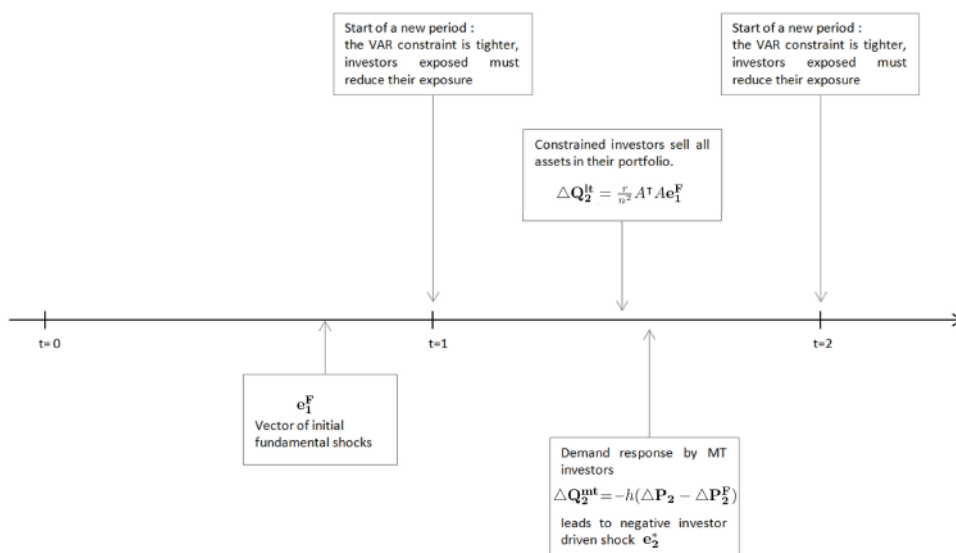 Start of a new period :
the VAR constraint is tighter,
investors exposed must
reduce their exposure
Start of a new period :
the VAR constraint is tighter,
investors exposed must
reduce their exposure
Constrained investors sell all
assets in their portfolio.
△Q₂ˡᵗ = r/n² A⊺Ae₁ᶠ
t=0
t=1
t=2
e₁ᶠ
Vector of initial
fundamental shocks
Demand response by MT
investors
△Q₂ᵐᵗ=−h(△P₂ − △P₂ᶠ)
leads to negative investor
driven shock e₂*